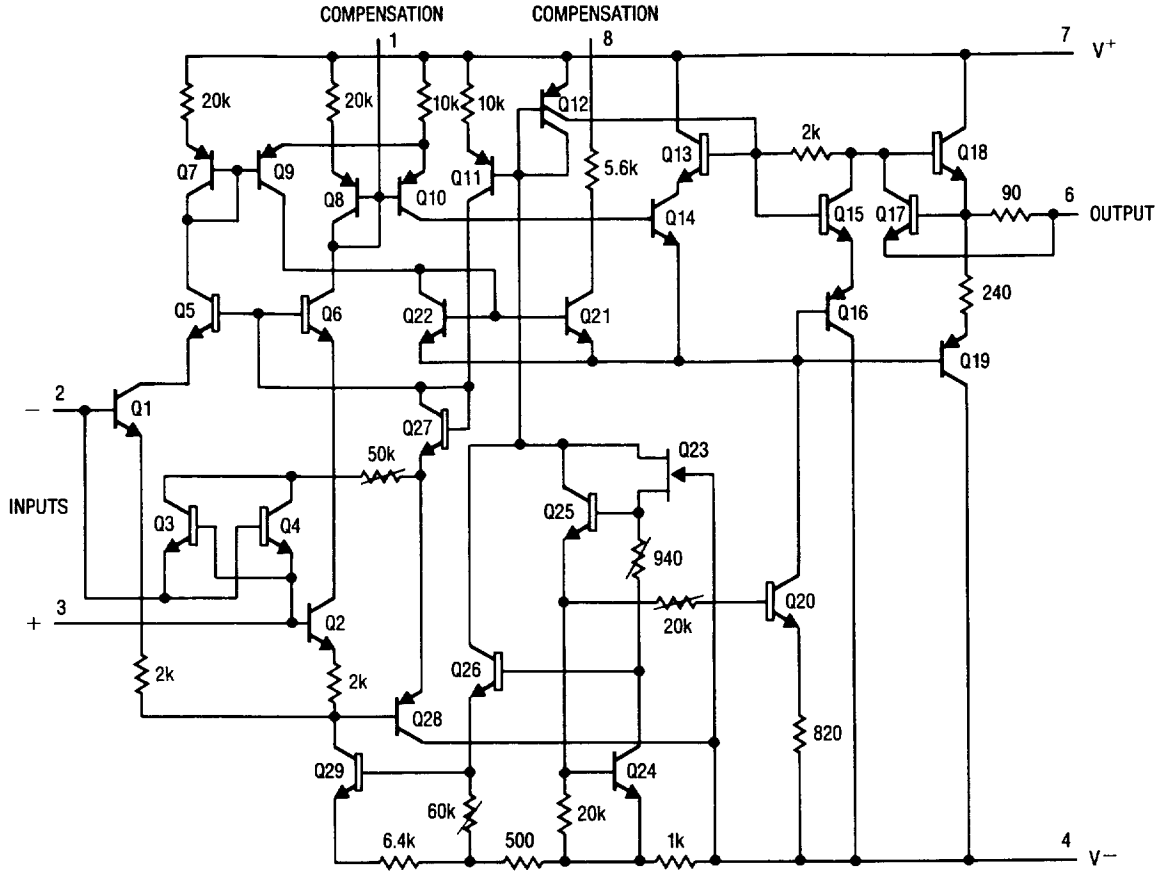 COMPENSATION COMPENSATION
1 8 7 V+
20k 20k 10k 10k Q12
2k
Q7 Q9 Q8 Q10 Q11 5.6k Q13 Q18
Q14 Q15 Q17 90 6 OUTPUT
240
Q5 Q6 Q22 Q21 Q16
Q19
− 2 Q1 Q27
50k Q23
INPUTS
Q3 Q4 Q25
940
+ 3 Q2 20k Q20
2k 2k Q26
Q28 820
Q29 Q24
60k 20k
6.4k 500 1k 4 V−